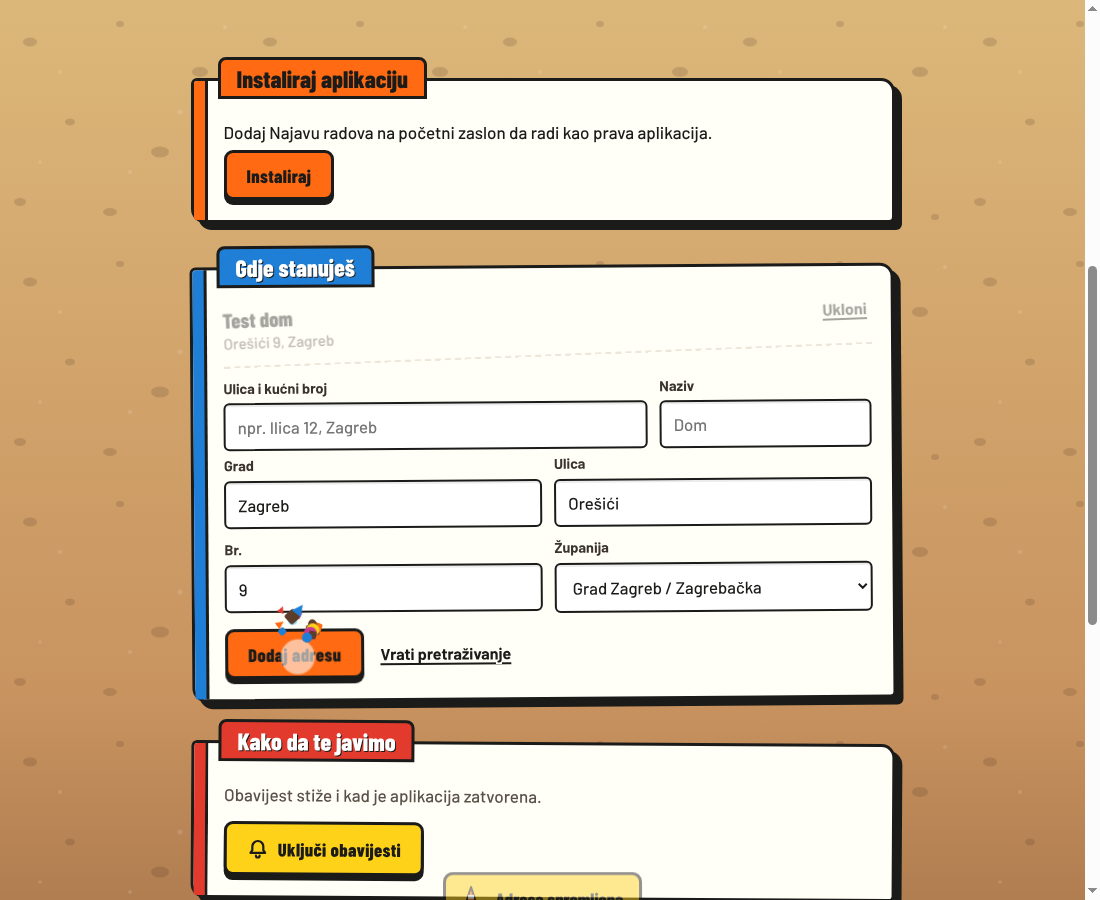 Instaliraj aplikaciju
Dodaj Najavu radova na početni zaslon da radi kao prava aplikacija.
Instaliraj
Gdje stanuješ
Test dom
Ukloni
Orešići 9, Zagreb
Ulica i kućni broj
Naziv
npr. Ilica 12, Zagreb
Dom
Grad
Ulica
Zagreb
Orešići
Br.
Županija
9
Grad Zagreb / Zagrebačka
Dodaj adresu
Vrati pretraživanje
Kako da te javimo
Obavijest stiže i kad je aplikacija zatvorena.
Uključi obavijesti
Adresa spremljena